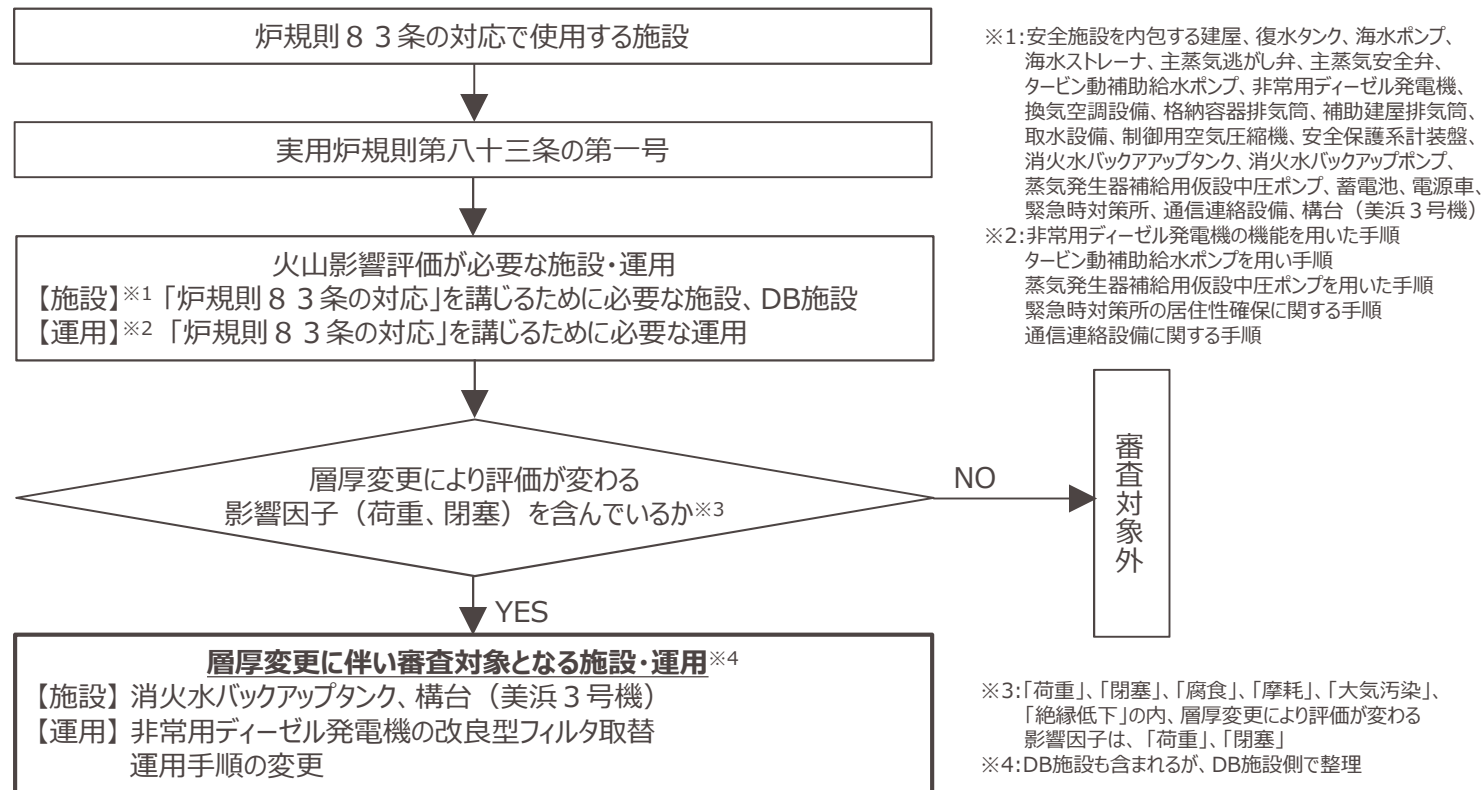 炉規則８３条の対応で使用する施設
実用炉規則第八十三条の第一号
火山影響評価が必要な施設・運用
【施設】※1「炉規則８３条の対応」を講じるために必要な施設、DB施設
【運用】※2「炉規則８３条の対応」を講じるために必要な運用
層厚変更により評価が変わる
影響因子（荷重、閉塞）を含んでいるか※3
NO
審査対象外
YES
層厚変更に伴い審査対象となる施設・運用※4
【施設】消火水バックアップタンク、構台（美浜３号機）
【運用】非常用ディーゼル発電機の改良型フィルタ取替
運用手順の変更
※1:安全施設を内包する建屋、復水タンク、海水ポンプ、
海水ストレーナ、主蒸気逃がし弁、主蒸気安全弁、
タービン動補助給水ポンプ、非常用ディーゼル発電機、
換気空調設備、格納容器排気筒、補助建屋排気筒、
取水設備、制御用空気圧縮機、安全保護系計装盤、
消火水バックアアップタンク、消火水バックアップポンプ、
蒸気発生器補給用仮設中圧ポンプ、蓄電池、電源車、
緊急時対策所、通信連絡設備、構台（美浜３号機）
※2:非常用ディーゼル発電機の機能を用いた手順
タービン動補助給水ポンプを用い手順
蒸気発生器補給用仮設中圧ポンプを用いた手順
緊急時対策所の居住性確保に関する手順
通信連絡設備に関する手順
※3:「荷重」、「閉塞」、「腐食」、「摩耗」、「大気汚染」、
「絶縁低下」の内、層厚変更により評価が変わる
影響因子は、「荷重」、「閉塞」
※4:DB施設も含まれるが、DB施設側で整理